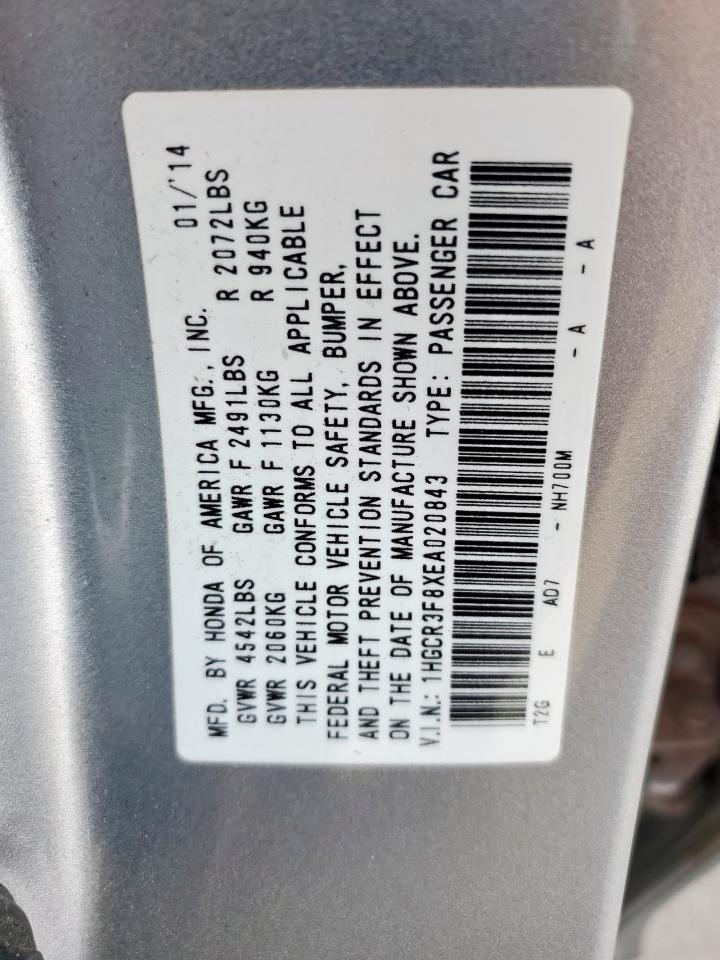 MFD. BY HONDA OF AMERICA MFG., INC. 01/'14
GVWR 4542LBS GAWR F 2491LBS R 2072LBS
GVWR 2060KG GAWR F 1130KG R 940KG
THIS VEHICLE CONFORMS TO ALL APPLICABLE
FEDERAL MOTOR VEHICLE SAFETY, BUMPER,
AND THEFT PREVENTION STANDARDS IN EFFECT
ON THE DATE OF MANUFACTURE SHOWN ABOVE.
V.I.N.: 1HGCR3F8XEA020843 TYPE: PASSENGER CAR
T2G E AD7 - NH700M - A - A